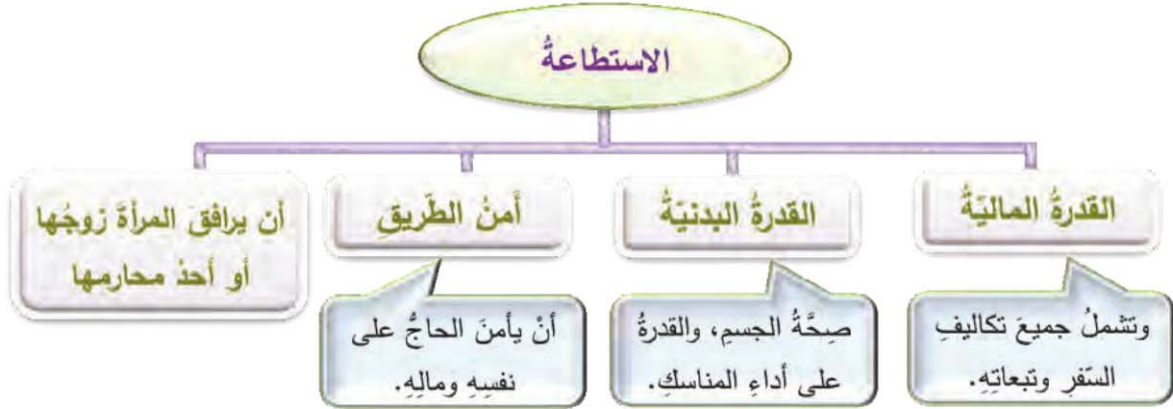 الاستطاعةُ
القدرةُ الماليّةُ
وتشملُ جميعَ تكاليفِ
السّفرِ وتبعاتِهِ.
القدرةُ البدنيّةُ
صِحَّةُ الجسمِ، والقدرةُ
على أداءِ المناسكِ.
أَمنُ الطّريقِ
أنْ يأمنَ الحاجُّ على
نفسِهِ ومالِهِ.
أن يرافقَ المرأةَ زوجُها
أو أحدُ محارمِها